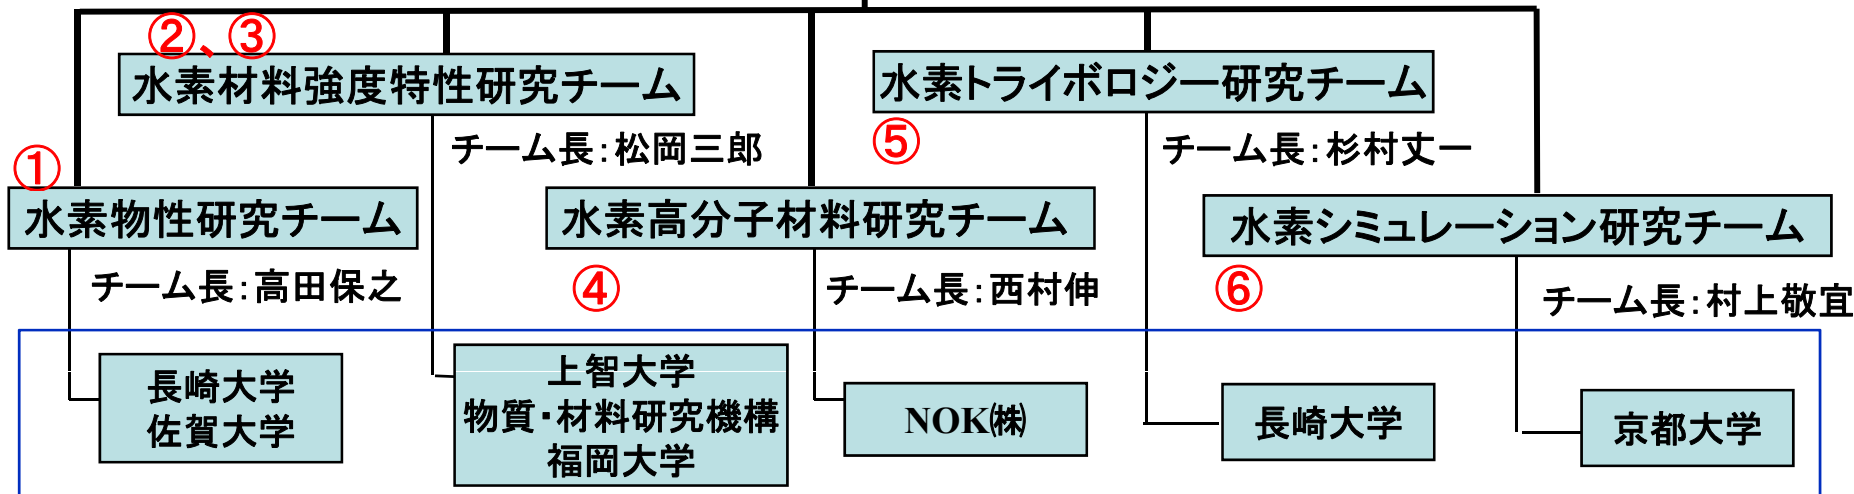 ②、③
水素材料強度特性研究チーム
チーム長：松岡三郎
水素トライボロジー研究チーム
⑤
チーム長：杉村丈一
①
水素物性研究チーム
チーム長：高田保之
水素高分子材料研究チーム
④
チーム長：西村伸
水素シミュレーション研究チーム
⑥
チーム長：村上敬宜
長崎大学
佐賀大学
上智大学
物質・材料研究機構
福岡大学
NOK㈱
長崎大学
京都大学